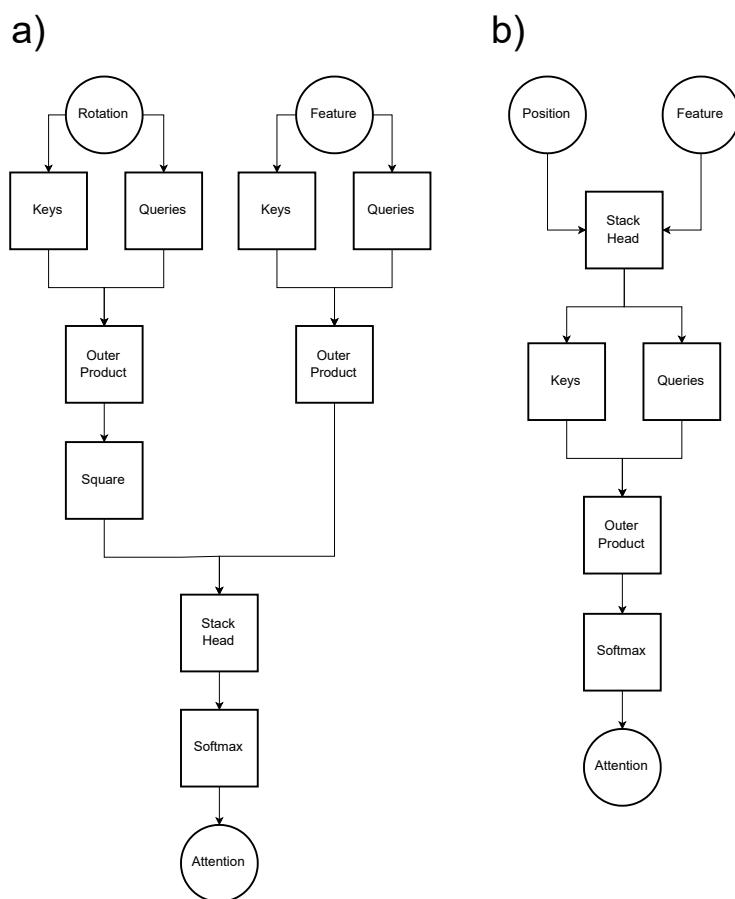 a)
Rotation
Feature
Keys
Queries
Keys
Queries
Outer
Product
Outer
Product
Square
Stack
Head
Softmax
Attention
b)
Position
Feature
Stack
Head
Keys
Queries
Outer
Product
Softmax
Attention